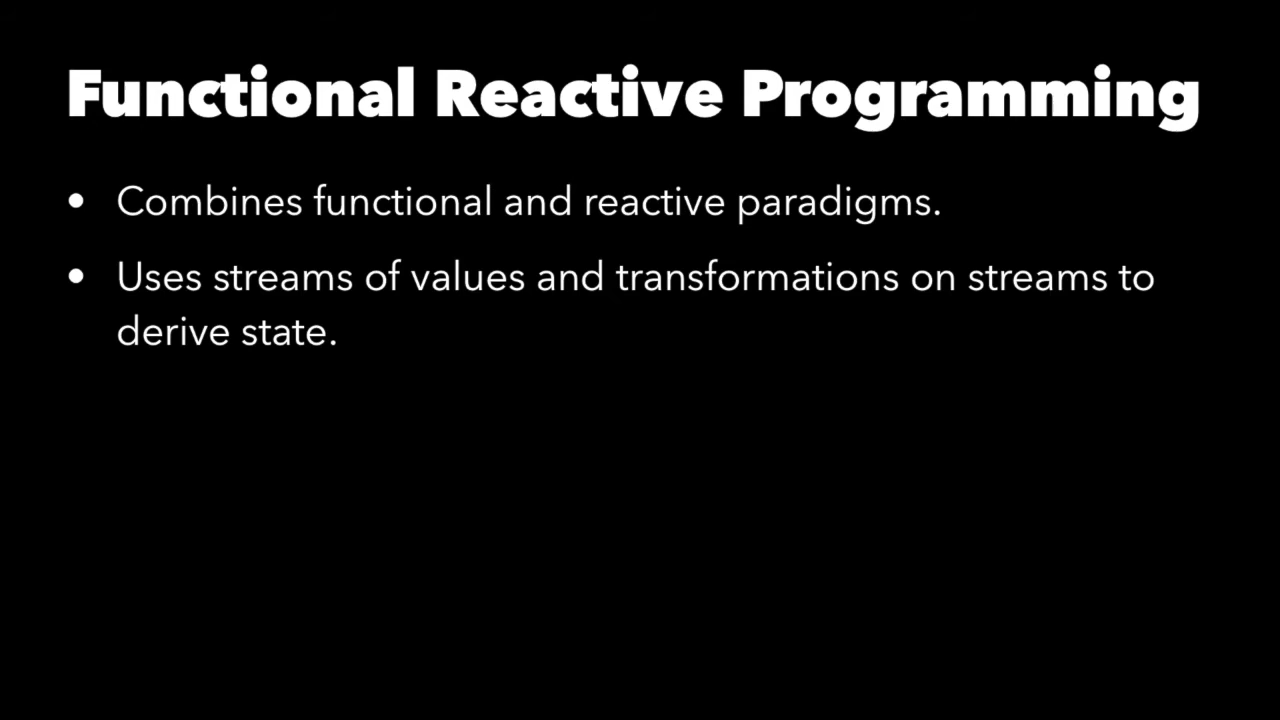 Functional Reactive Programming
• Combines functional and reactive paradigms.
• Uses streams of values and transformations on streams to
derive state.